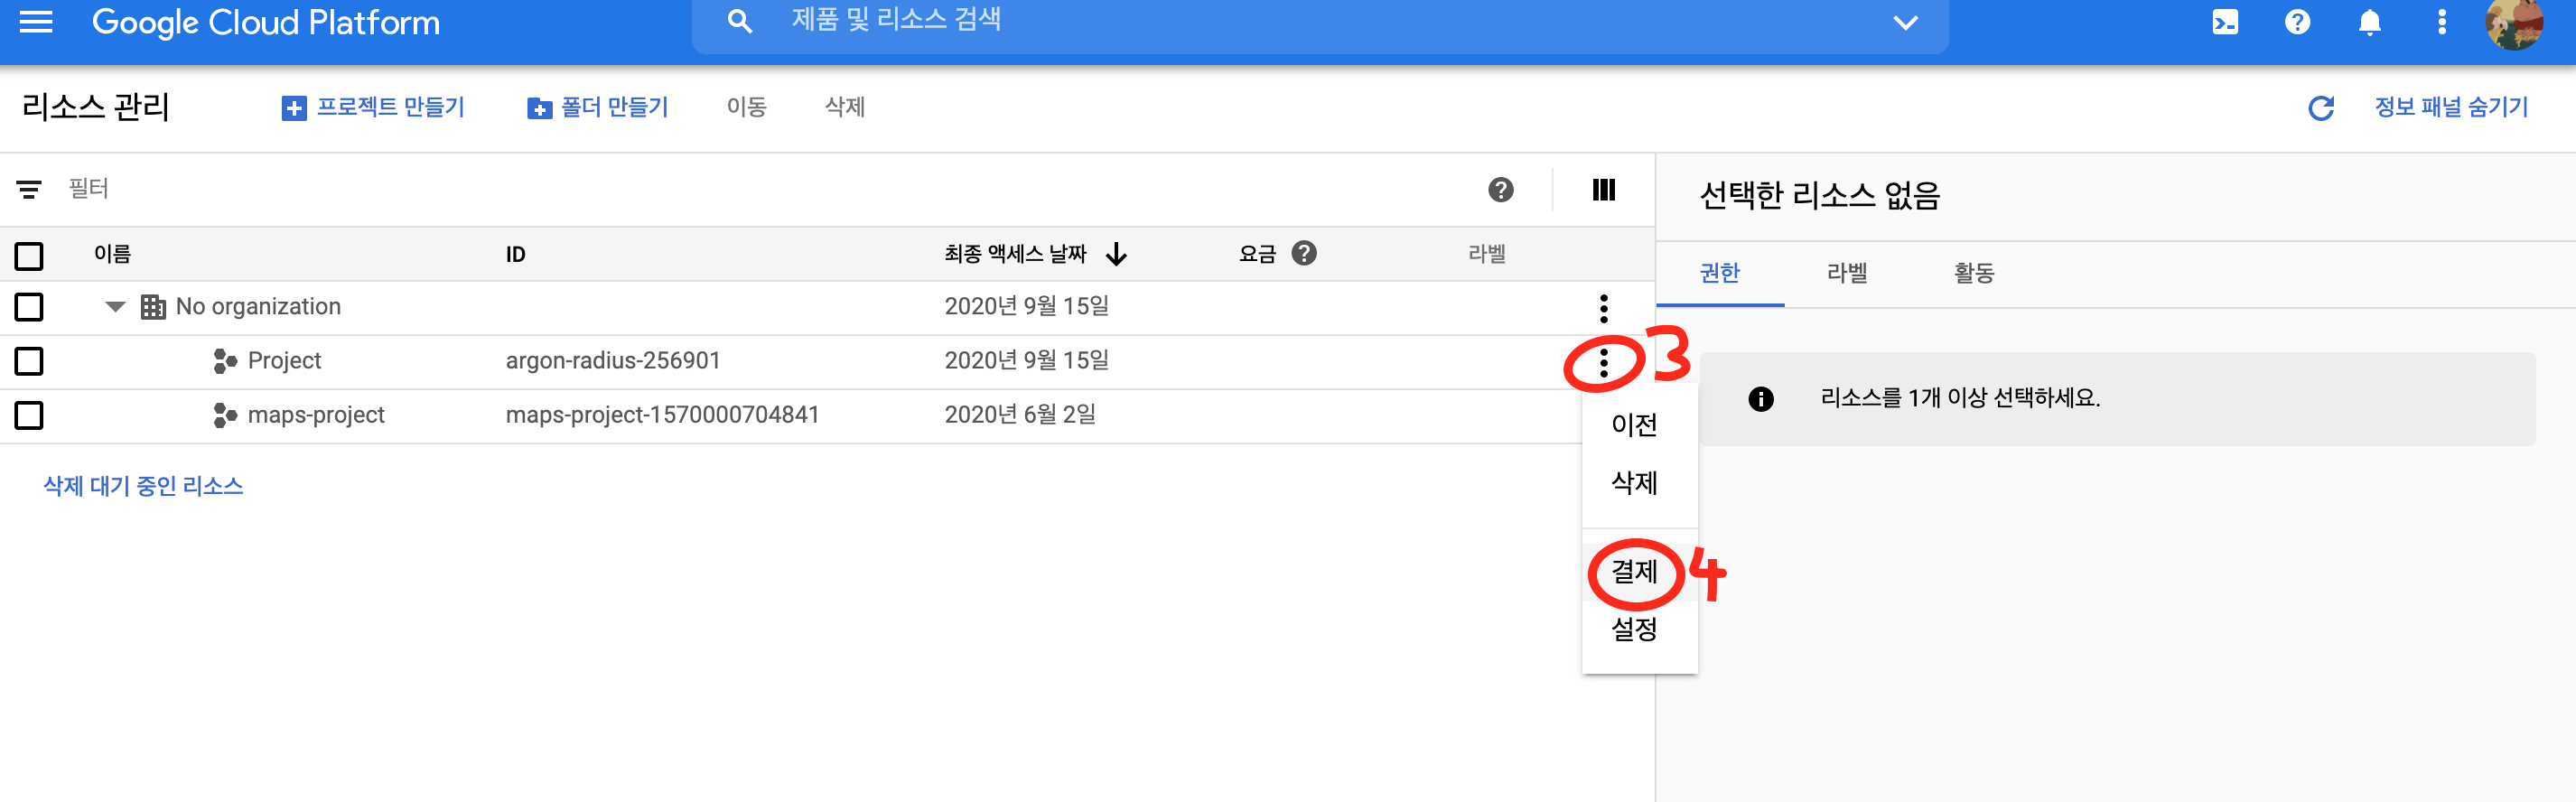 Google Cloud Platform
제품 및 리소스 검색
리소스 관리 프로젝트 만들기 폴더 만들기 이동 삭제 정보 패널 숨기기
필터
이름 ID 최종 액세스 날짜 요금 라벨
No organization 2020년 9월 15일
Project argon-radius-256901 2020년 9월 15일
maps-project maps-project-1570000704841 2020년 6월 2일
삭제 대기 중인 리소스
3
이전
삭제
결제 4
설정
선택한 리소스 없음
권한 라벨 활동
리소스를 1개 이상 선택하세요.